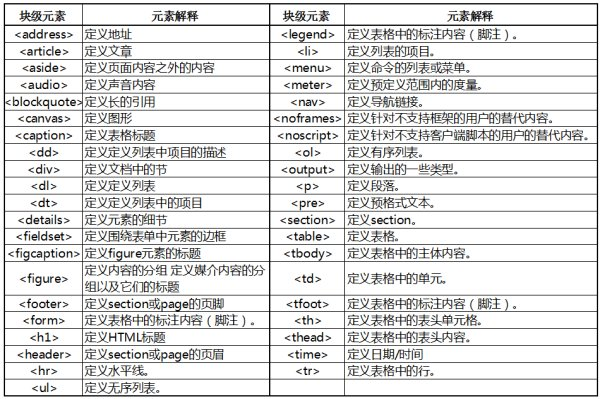 块级元素 元素解释 块级元素 元素解释
<address> 定义地址 <legend> 定义表格中的标注内容（脚注）。
<article> 定义文章 <li> 定义列表的项目。
<aside> 定义页面内容之外的内容 <menu> 定义命令的列表或菜单。
<audio> 定义声音内容 <meter> 定义预定义范围内的度量。
<blockquote> 定义长的引用 <nav> 定义导航链接。
<canvas> 定义图形 <noframes> 定义针对不支持框架的用户的替代内容。
<caption> 定义表格标题 <noscript> 定义针对不支持客户端脚本的用户的替代内容。
<dd> 定义定义列表中项目的描述 <ol> 定义有序列表。
<div> 定义文档中的节 <output> 定义输出的一些类型。
<dl> 定义定义列表 <p> 定义段落。
<dt> 定义定义列表中的项目 <pre> 定义预格式文本。
<details> 定义元素的细节 <section> 定义section。
<fieldset> 定义围绕表单中元素的边框 <table> 定义表格。
<figcaption> 定义figure元素的标题 <tbody> 定义表格中的主体内容。
<figure> 定义内容的分组 定义媒介内容的分
组以及它们的标题 <td> 定义表格中的单元。
<footer> 定义section或page的页脚 <tfoot> 定义表格中的标注内容（脚注）。
<form> 定义表格中的标注内容（脚注）。 <th> 定义表格中的表头单元格。
<h1> 定义HTML标题 <thead> 定义表格中的表头内容。
<header> 定义section或page的页眉 <time> 定义日期/时间
<hr> 定义水平线。 <tr> 定义表格中的行。
<ul> 定义无序列表。